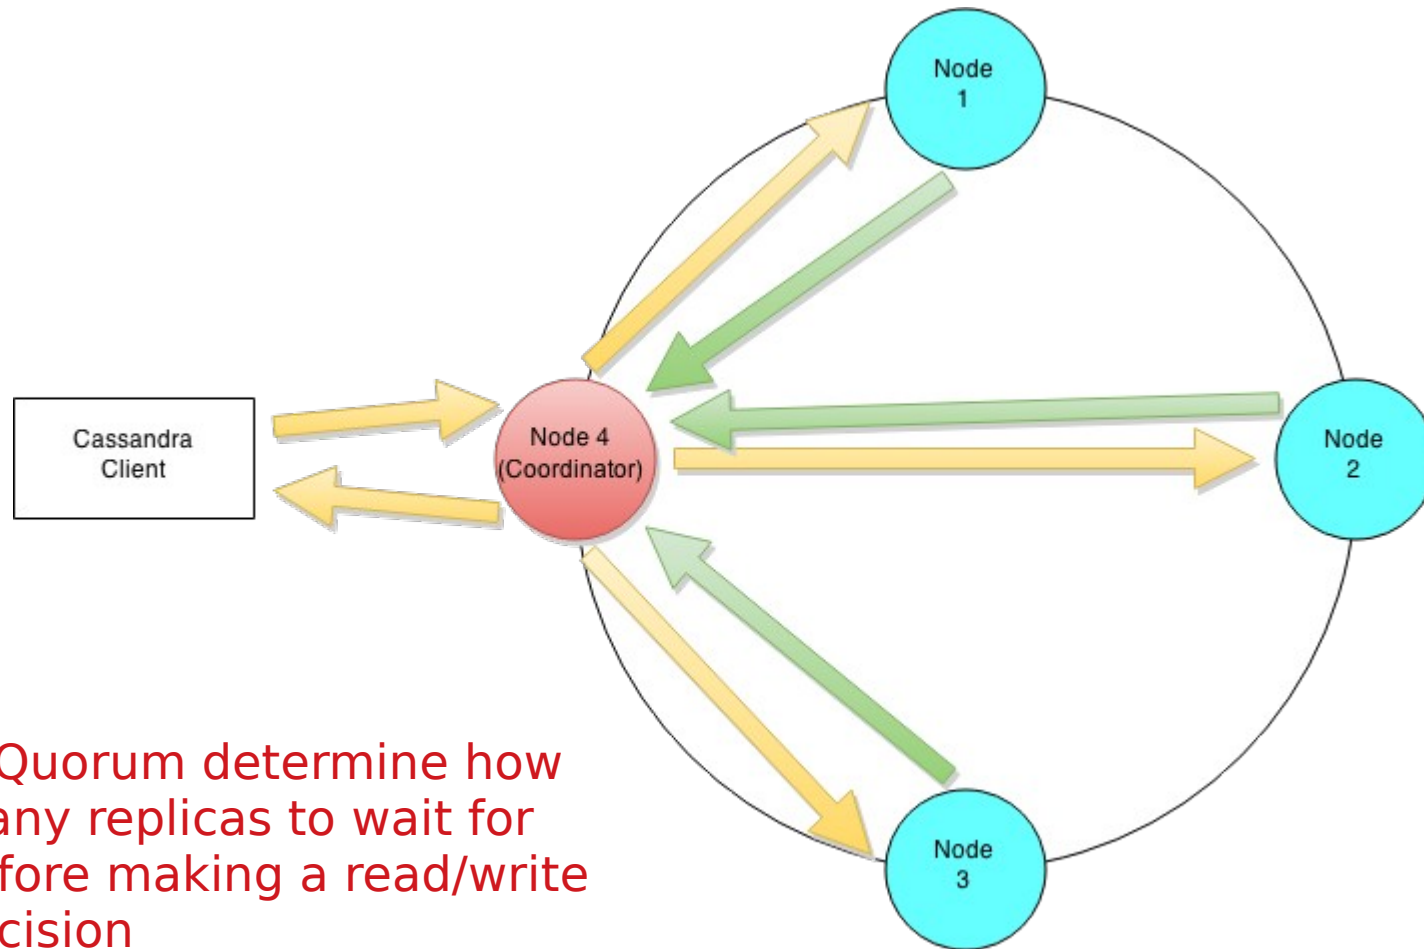 Node
1
Cassandra
Client
Node 4
(Coordinator)
Node
2
Quorum determine how
any replicas to wait for
fore making a read/write
cision
Node
3